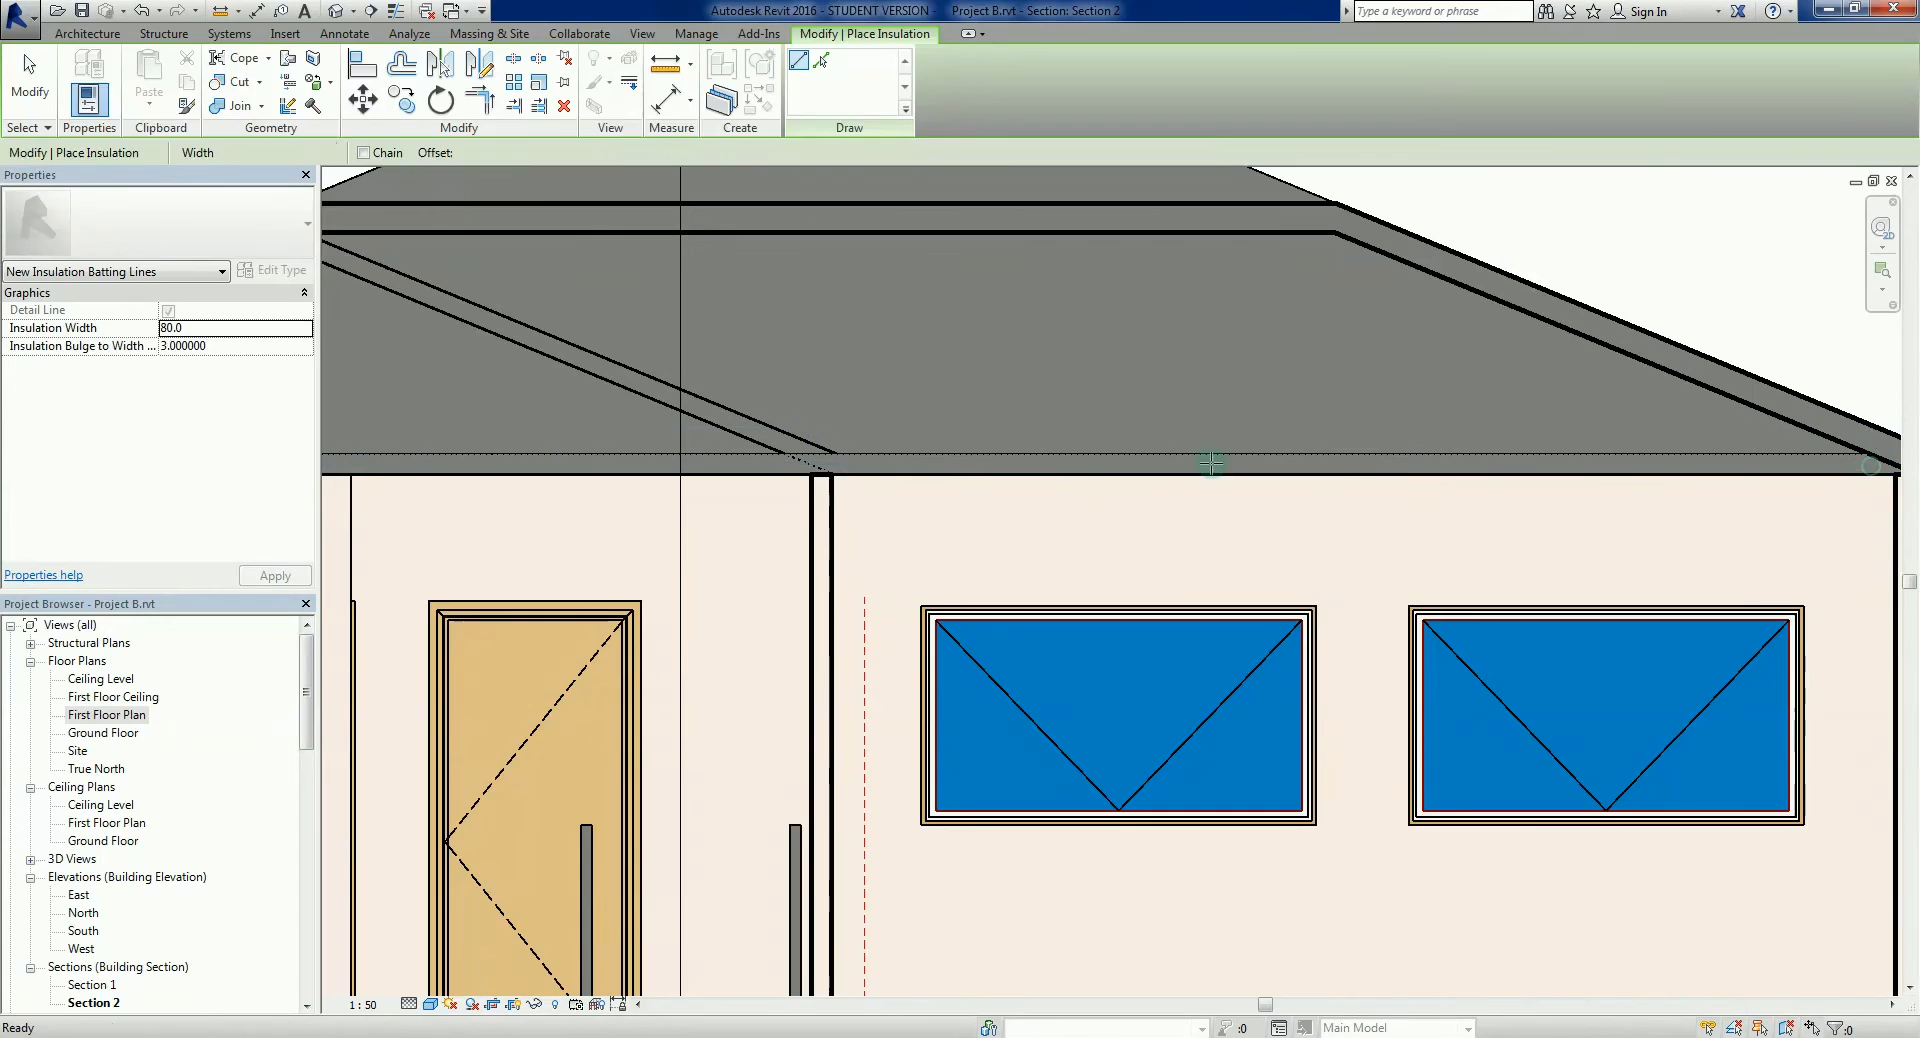 Autodesk Revit 2016 - STUDENT VERSION - Project B.rvt - Section: Section 2
Type a keyword or phrase
Sign In
Architecture Structure Systems Insert Annotate Analyze Massing & Site Collaborate View Manage Add-Ins Modify | Place Insulation
Modify
Paste
Cope
Cut
Join
Select Properties Clipboard Geometry Modify View Measure Create Draw
Modify | Place Insulation Width Chain Offset:
Properties
New Insulation Batting Lines Edit Type
Graphics
Detail Line
Insulation Width 80.0
Insulation Bulge to Width ... 3.000000
Properties help Apply
Project Browser - Project B.rvt
Views (all)
Structural Plans
Floor Plans
Ceiling Level
First Floor Ceiling
First Floor Plan
Ground Floor
Site
True North
Ceiling Plans
Ceiling Level
First Floor Plan
Ground Floor
3D Views
Elevations (Building Elevation)
East
North
South
West
Sections (Building Section)
Section 1
Section 2
1 : 50
2D
Ready
:0
Main Model
:0